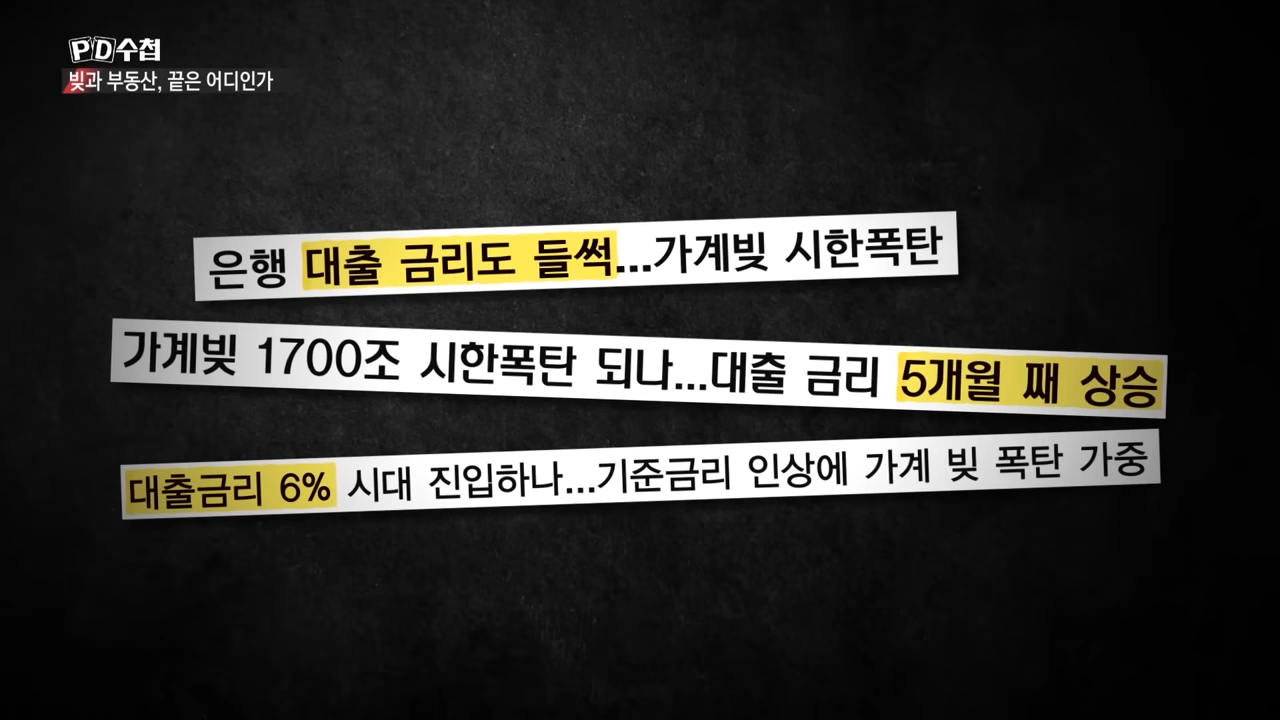 PD수첩
빚과 부동산, 끝은 어디인가
은행 대출 금리도 들썩...가계빚 시한폭탄
가계빚 1700조 시한폭탄 되나...대출 금리 5개월 째 상승
대출금리 6% 시대 진입하나...기준금리 인상에 가계 빚 폭탄 가중